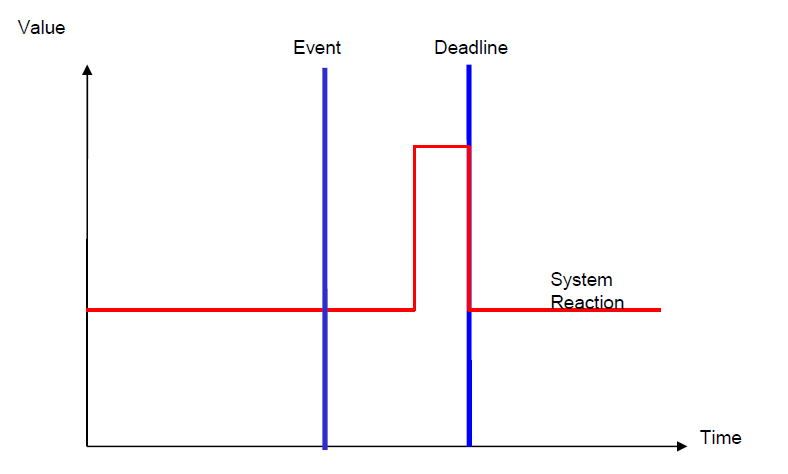 Value
Event
Deadline
System
Reaction
Time